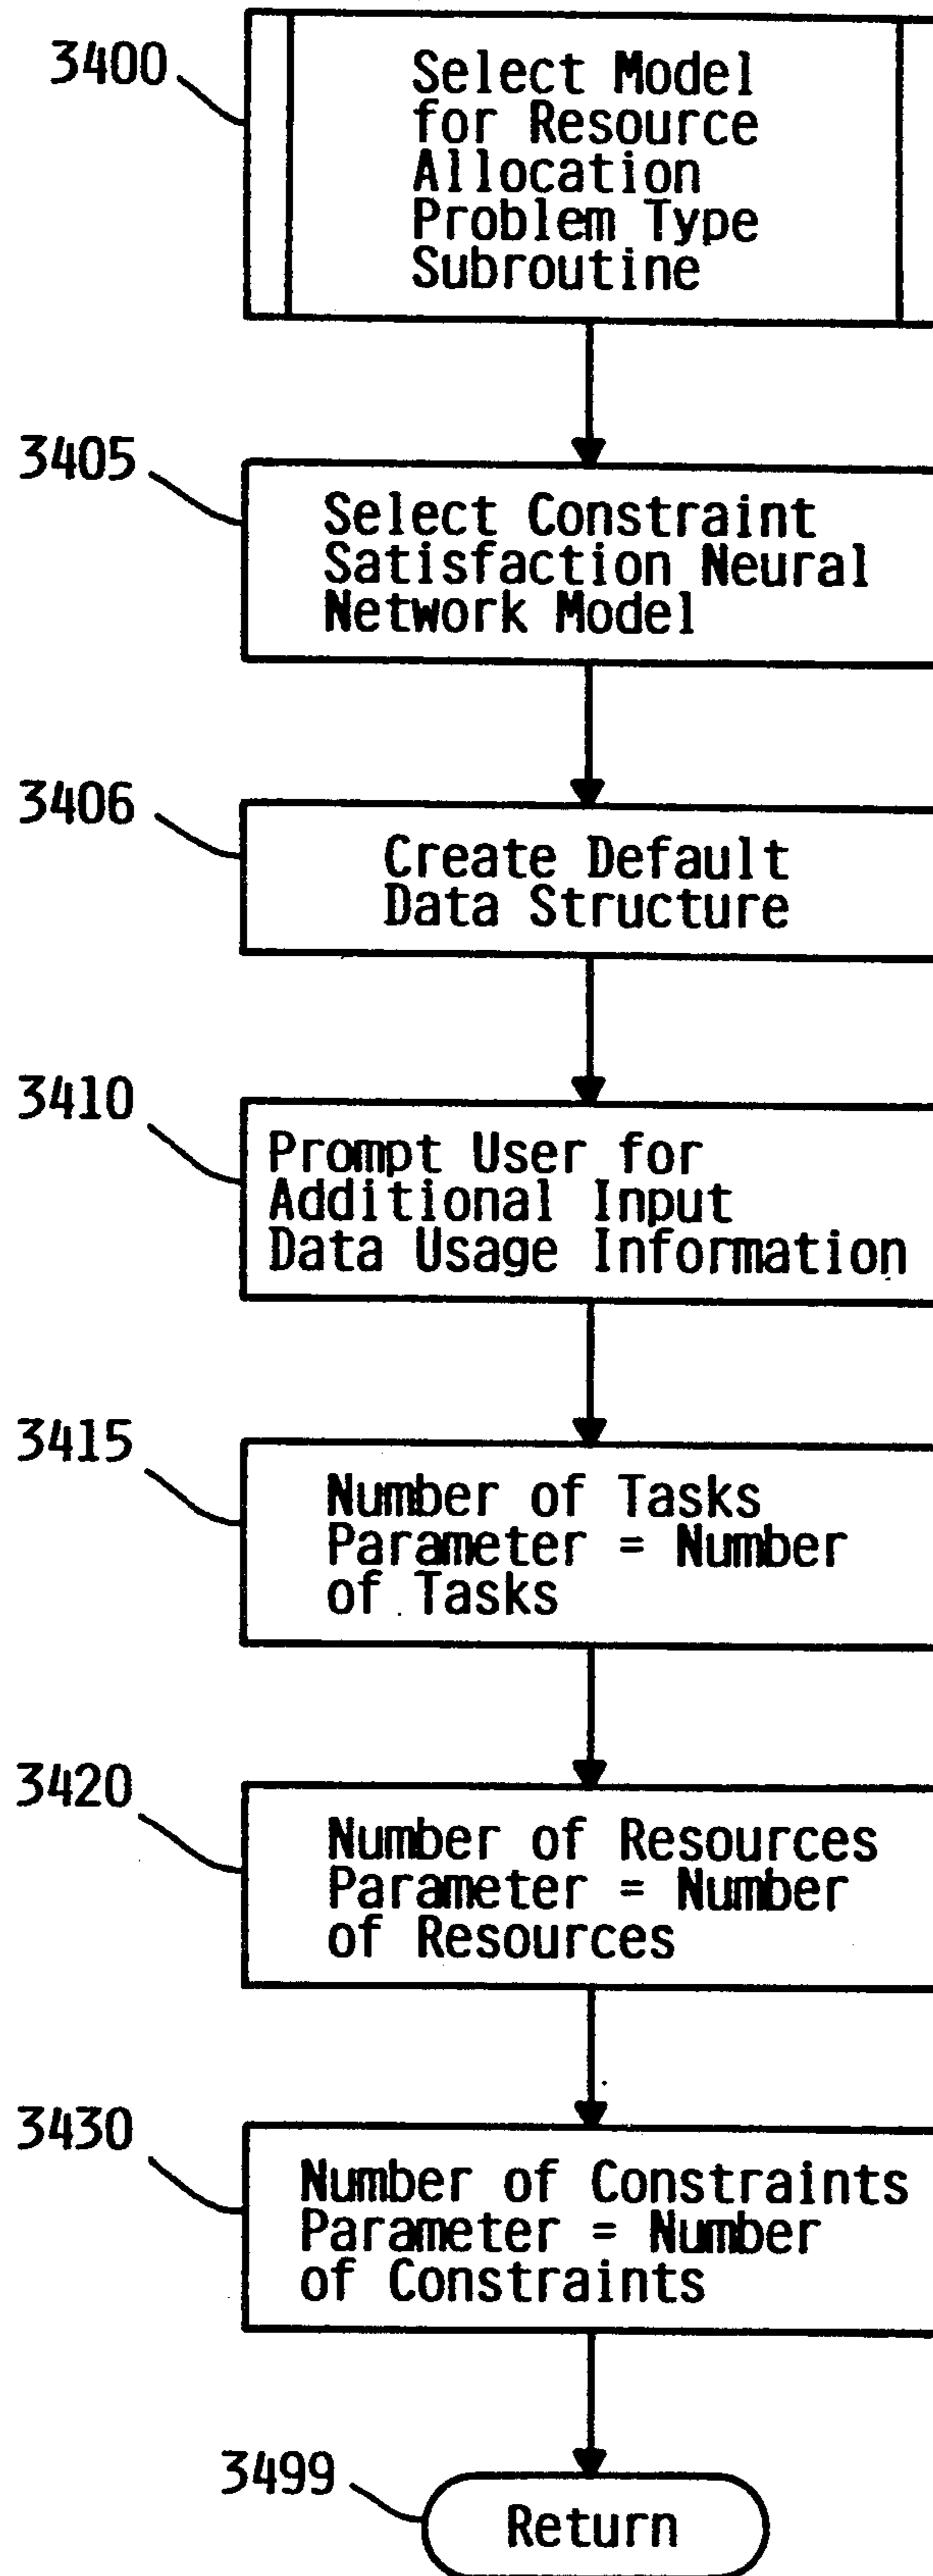 3400
Select Model
for Resource
Allocation
Problem Type
Subroutine
3405
Select Constraint
Satisfaction Neural
Network Model
3406
Create Default
Data Structure
3410
Prompt User for
Additional Input
Data Usage Information
3415
Number of Tasks
Parameter = Number
of Tasks
3420
Number of Resources
Parameter = Number
of Resources
3430
Number of Constraints
Parameter = Number
of Constraints
3499
Return